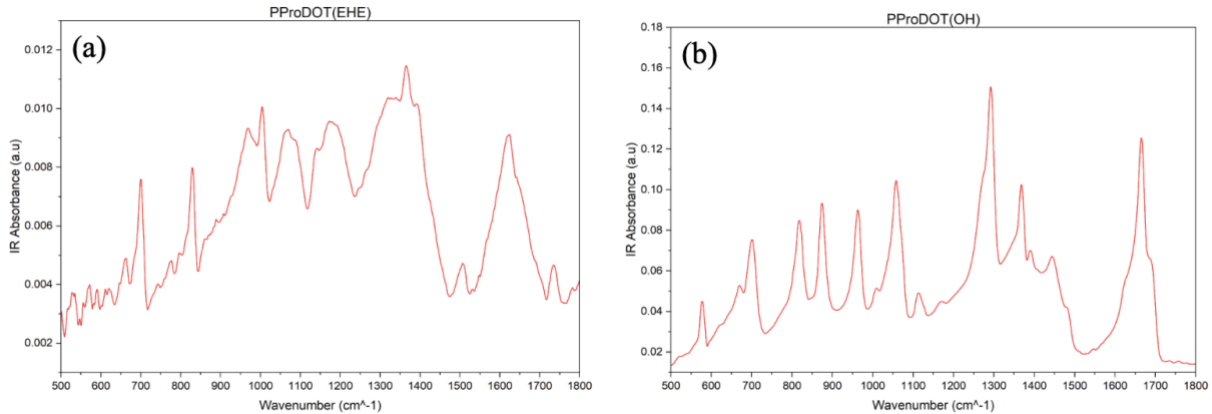 PProDOT(EHE)
(a)
0.012
0.010
0.008
0.006
0.004
0.002
IR Absorbance (a.u)
500 600 700 800 900 1000 1100 1200 1300 1400 1500 1600 1700 1800
Wavenumber (cm^-1)
PProDOT(OH)
(b)
0.18
0.16
0.14
0.12
0.10
0.08
0.06
0.04
0.02
IR Absorbance (a.u)
500 600 700 800 900 1000 1100 1200 1300 1400 1500 1600 1700 1800
Wavenumber (cm^-1)